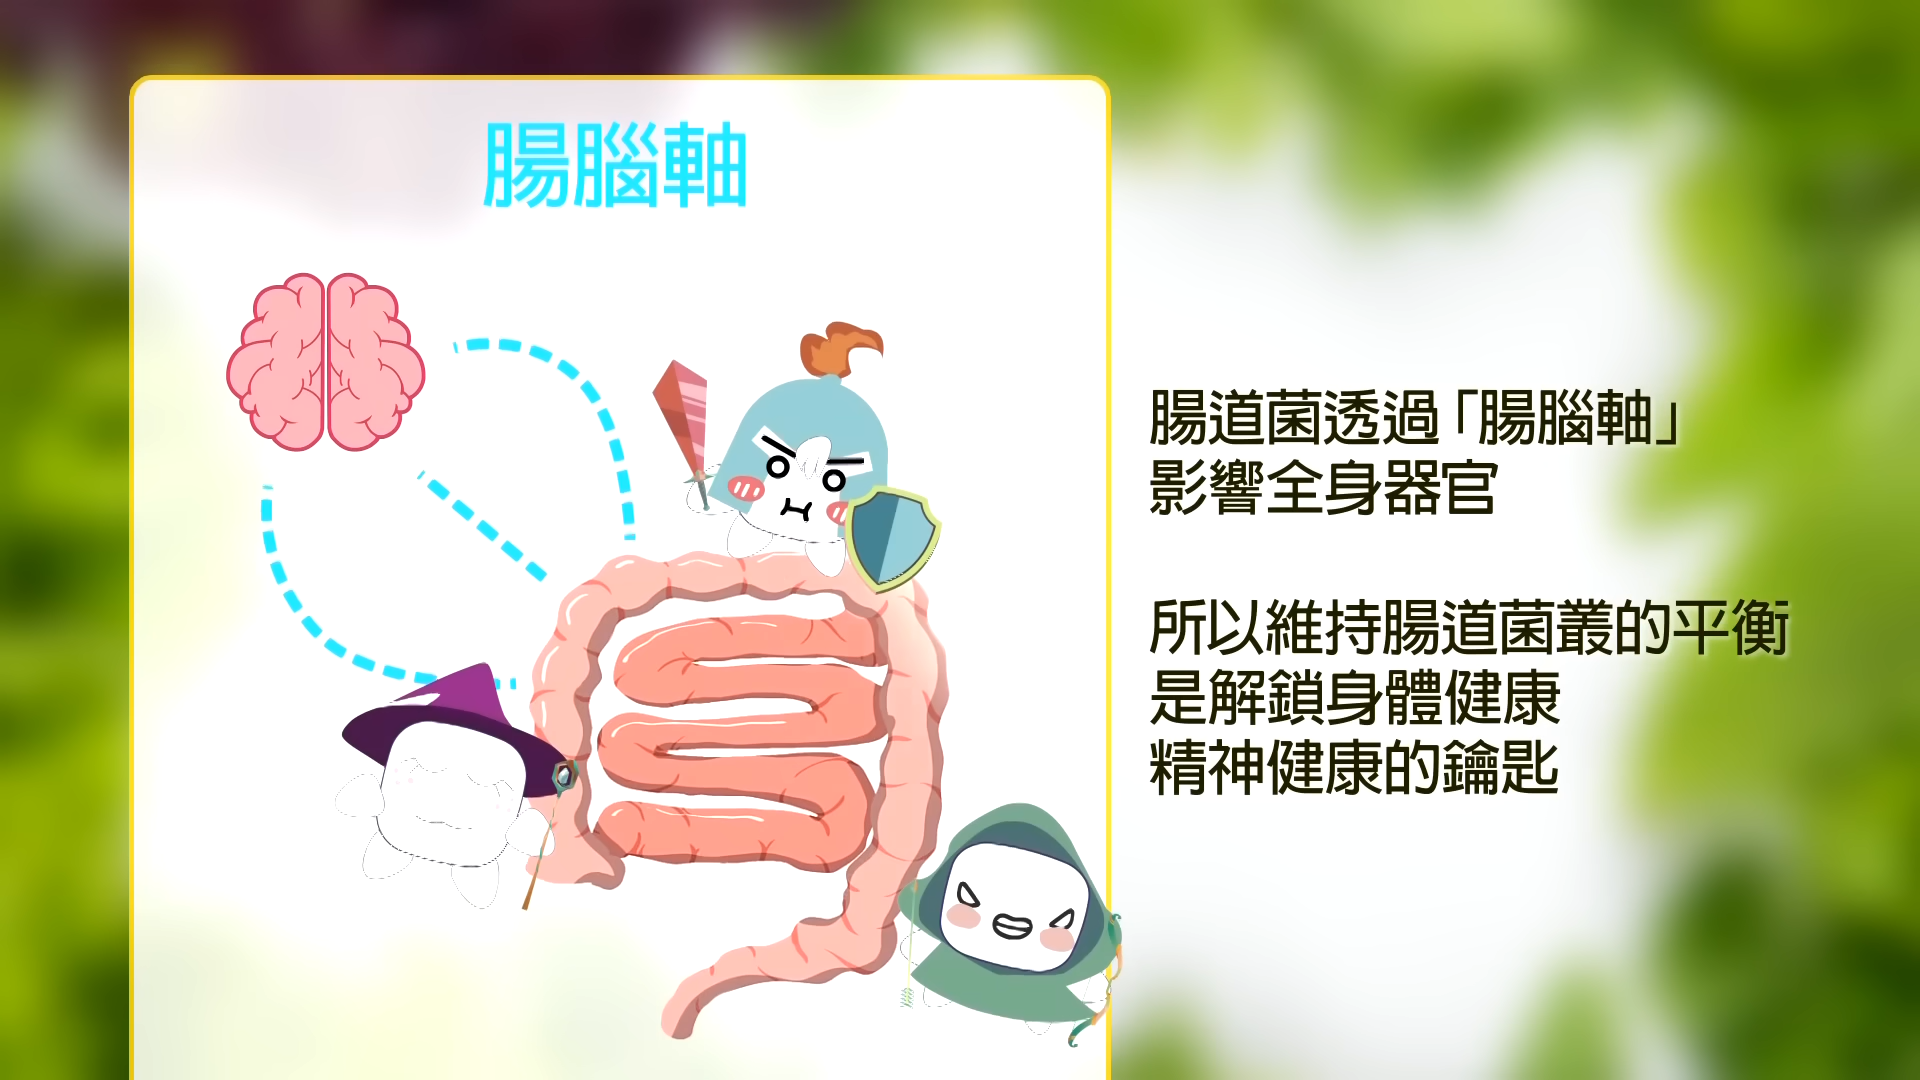 腸腦軸
腸道菌透過「腸腦軸」
影響全身器官
所以維持腸道菌叢的平衡
是解鎖身體健康
精神健康的鑰匙